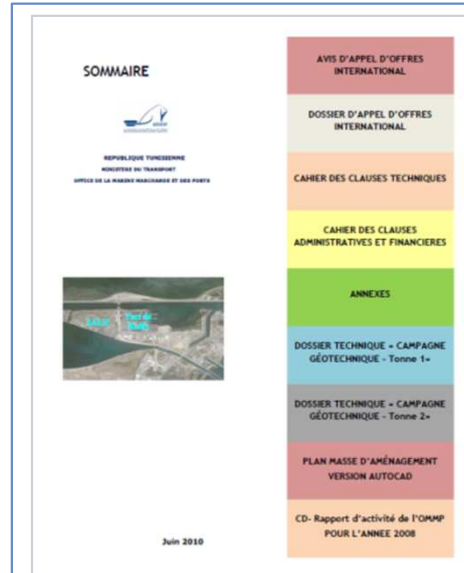 SOMMAIRE
REPUBLIQUE TUNISIENNE
MINISTERE DU TRANSPORT
OFFICE DE LA MARINE MARCHANDE ET DES PORTS
Juin 2010
AVIS D'APPEL D'OFFRES
INTERNATIONAL
DOSSIER D'APPEL D'OFFRES
INTERNATIONAL
CAHIER DES CLAUSES TECHNIQUES
CAHIER DES CLAUSES
ADMINISTRATIVES ET FINANCIERES
ANNEXES
DOSSIER TECHNIQUE « CAMPAGNE
GÉOTECHNIQUE - Tonne 1»
DOSSIER TECHNIQUE « CAMPAGNE
GÉOTECHNIQUE - Tonne 2»
PLAN MASSE D'AMÉNAGEMENT
VERSION AUTOCAD
CD- Rapport d'activité de l'OMMP
POUR L'ANNEE 2008